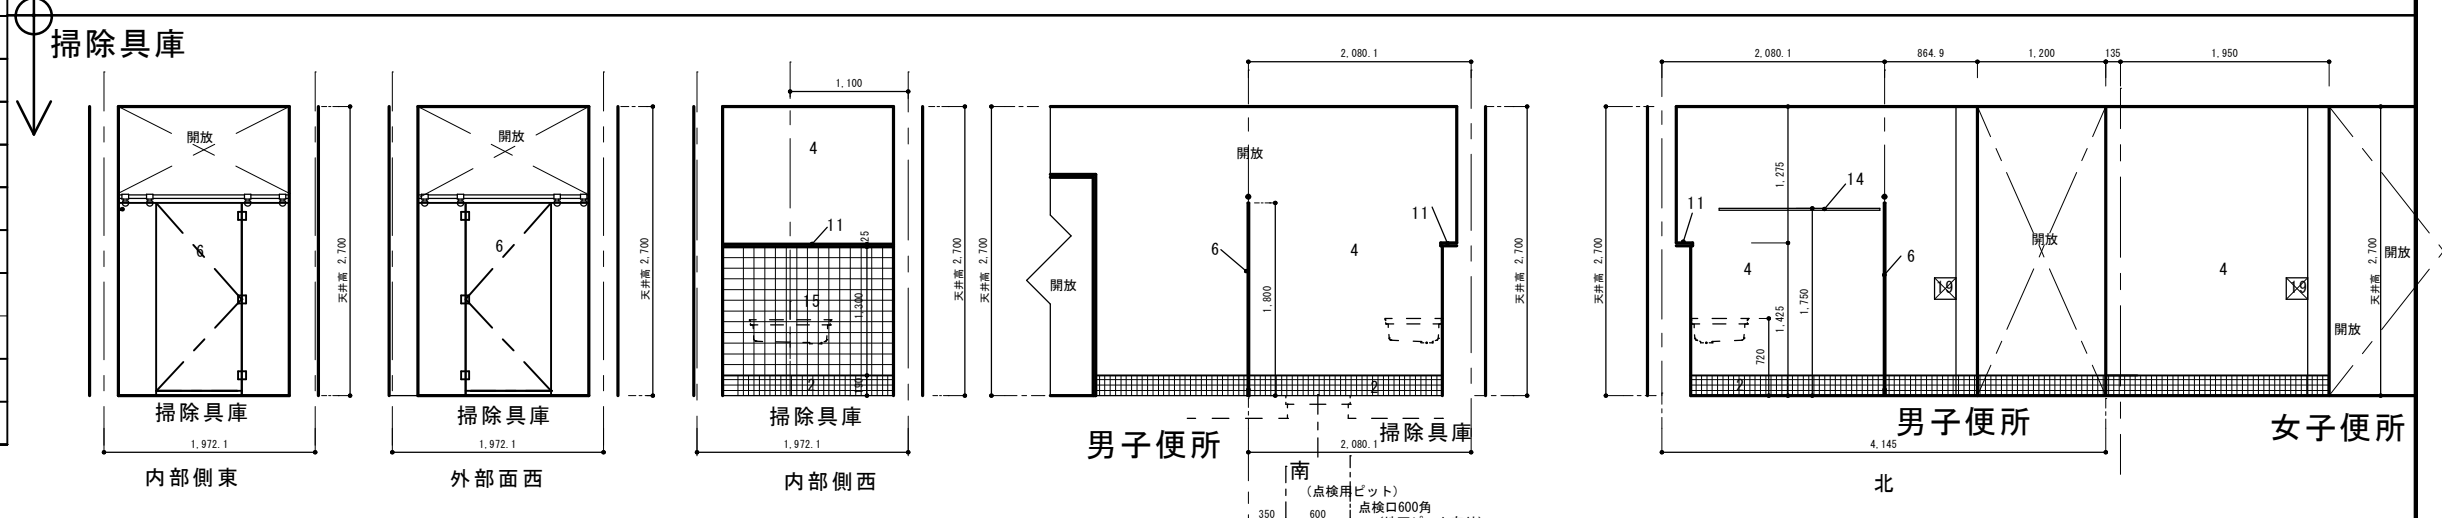 掃除具庫
開放
6
天井高 2,700
掃除具庫
1,972.1
内部側東
開放
6
天井高 2,700
掃除具庫
1,972.1
外部面西
1,100
4
11
25
15
1,300
2
天井高 2,700
掃除具庫
1,972.1
内部側西
2,080.1
天井高 2,700
開放
開放
6
1,800
4
11
2
天井高 2,700
男子便所
掃除具庫
2,080.1
南
(点検用ピット)
点検口600角
350
600
2,080.1
864.9
1,200
135
1,950
天井高 2,700
11
4
1,275
14
1,425
1,750
720
2
6
19
開放
4
19
天井高 2,700
開放
開放
男子便所
女子便所
4,145
北